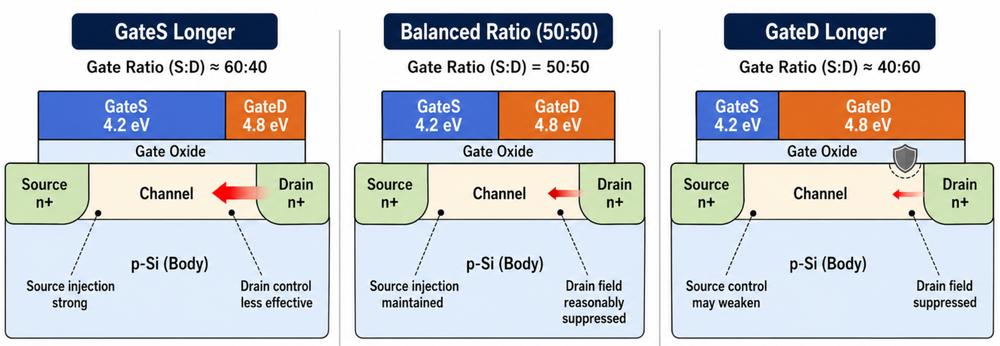 GateS Longer
Gate Ratio (S:D) ≈ 60:40
GateS
4.2 eV
GateD
4.8 eV
Gate Oxide
Source
n+
Channel
Drain
n+
p-Si (Body)
Source injection
strong
Drain control
less effective
Balanced Ratio (50:50)
Gate Ratio (S:D) = 50:50
GateS
4.2 eV
GateD
4.8 eV
Gate Oxide
Source
n+
Channel
Drain
n+
p-Si (Body)
Source injection
maintained
Drain field
reasonably
suppressed
GateD Longer
Gate Ratio (S:D) ≈ 40:60
GateS
4.2 eV
GateD
4.8 eV
Gate Oxide
Source
n+
Channel
Drain
n+
p-Si (Body)
Source control
may weaken
Drain field
suppressed